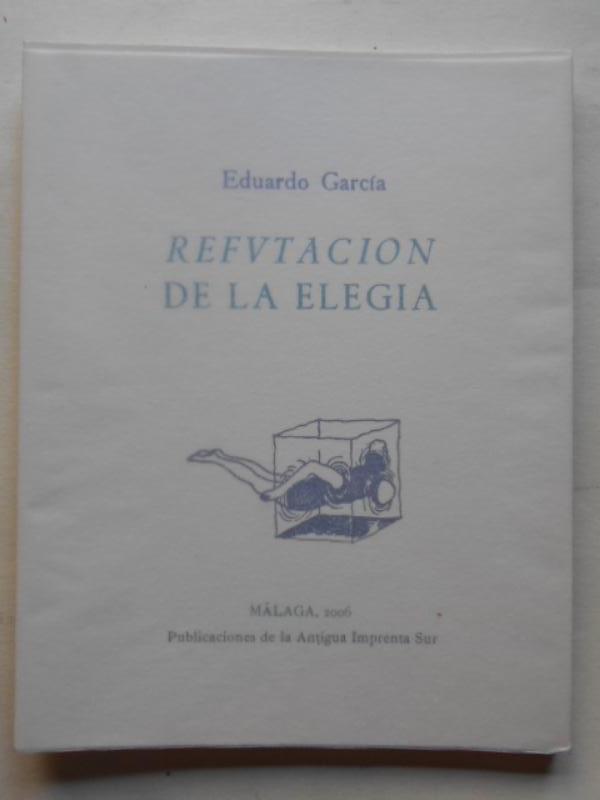 Eduardo García
REFVTACION
DE LA ELEGIA
MÁLAGA, 2006
Publicaciones de la Antigua Imprenta Sur